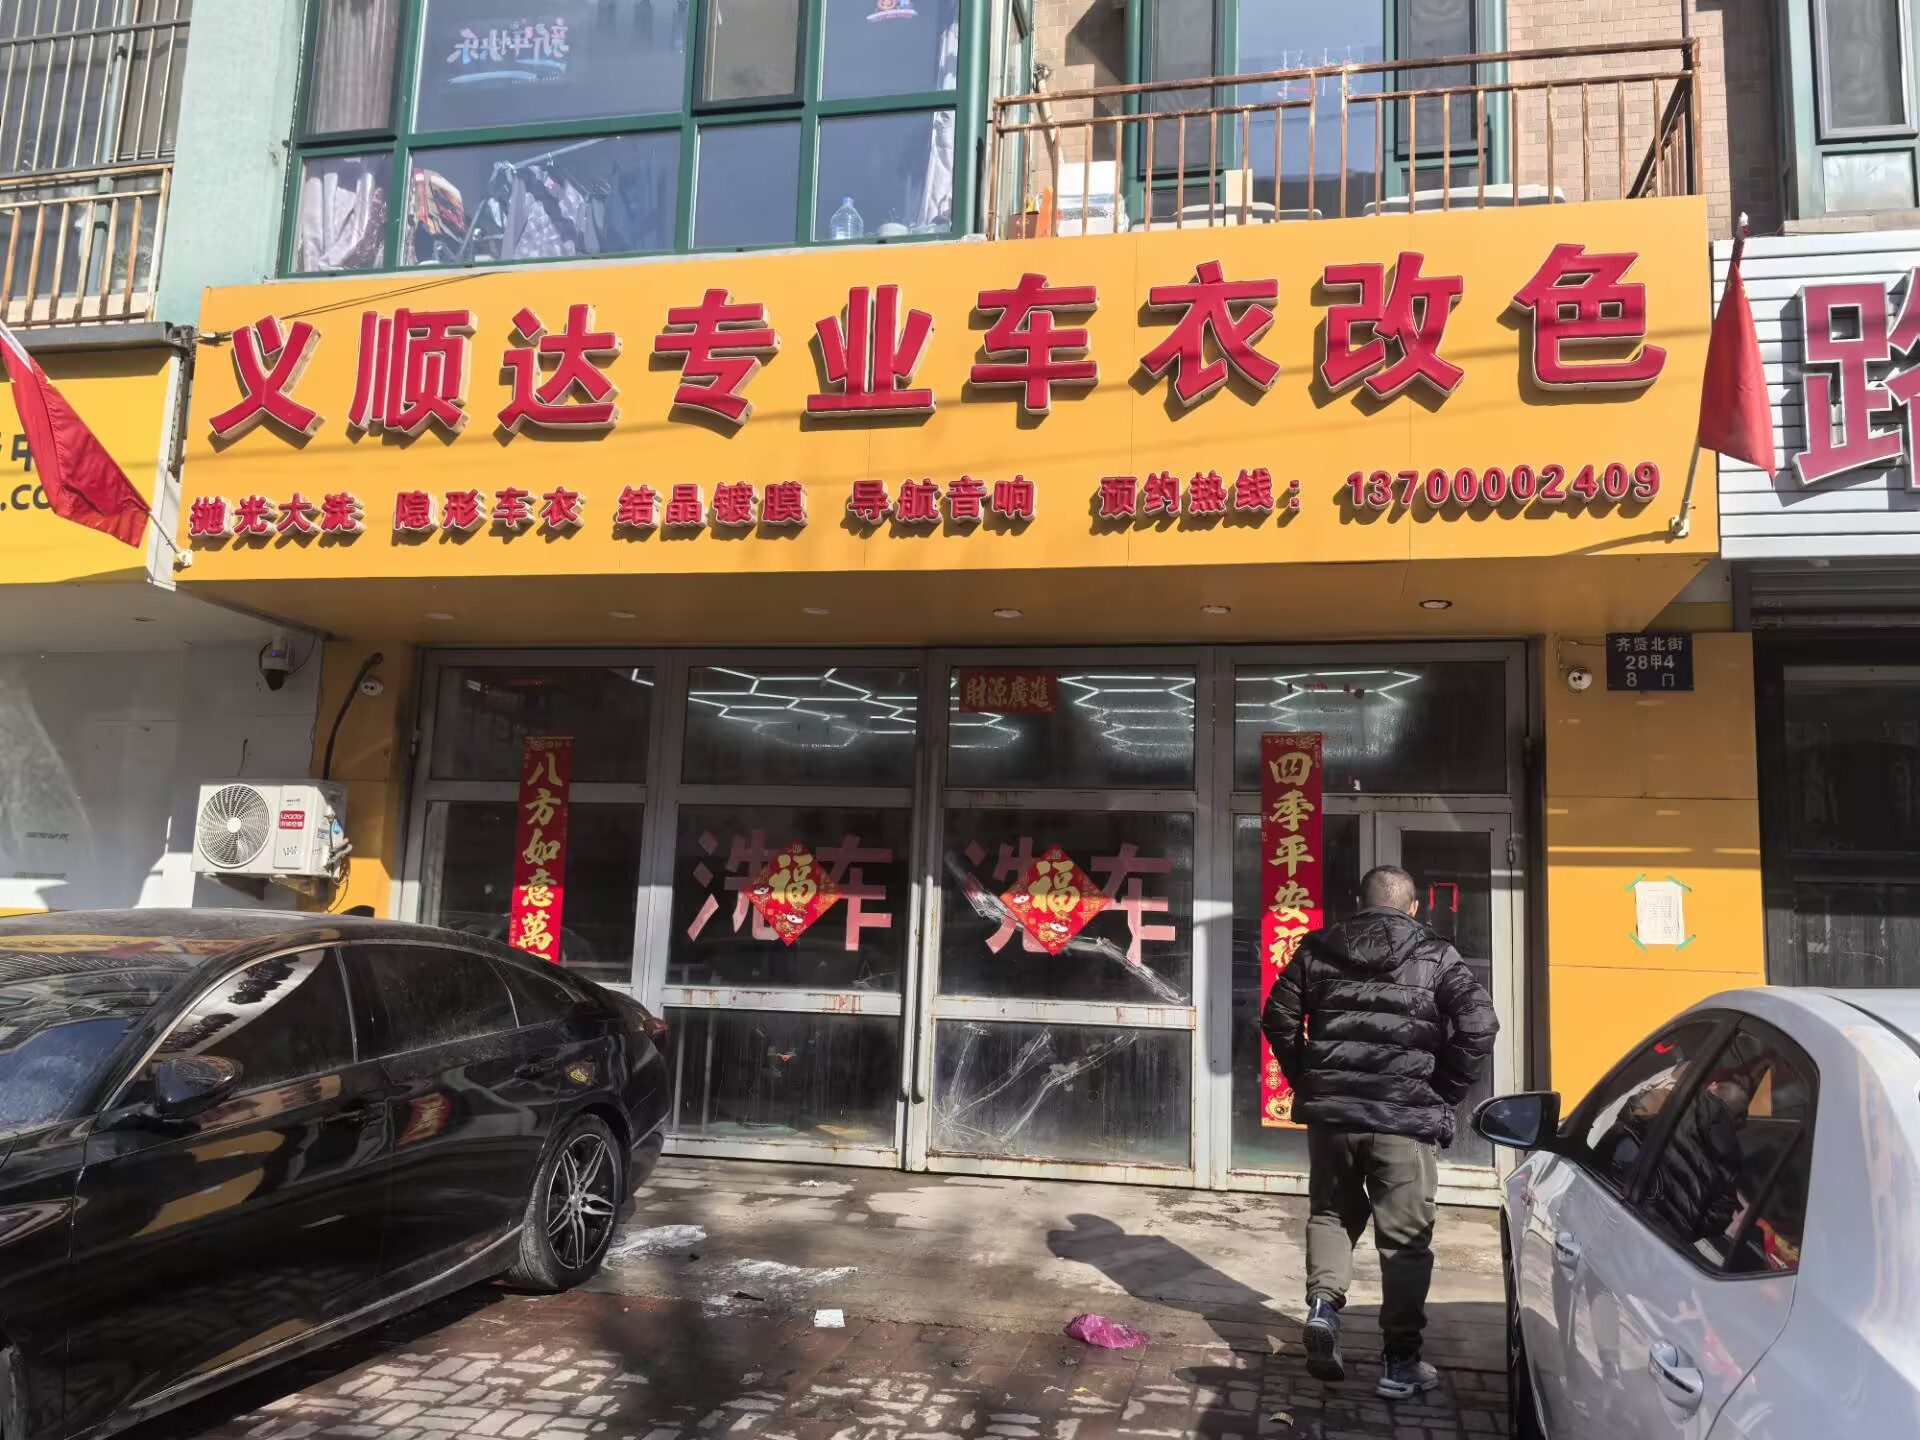 新年快乐
义顺达专业车衣改色
抛光大洗 隐形车衣 结晶镀膜 导航音响 预约热线：13700002409
路
齐贤北街
28甲4
8 门
財源廣進
八方如意萬
四季平安福
洗车
洗车
福
福
Leader